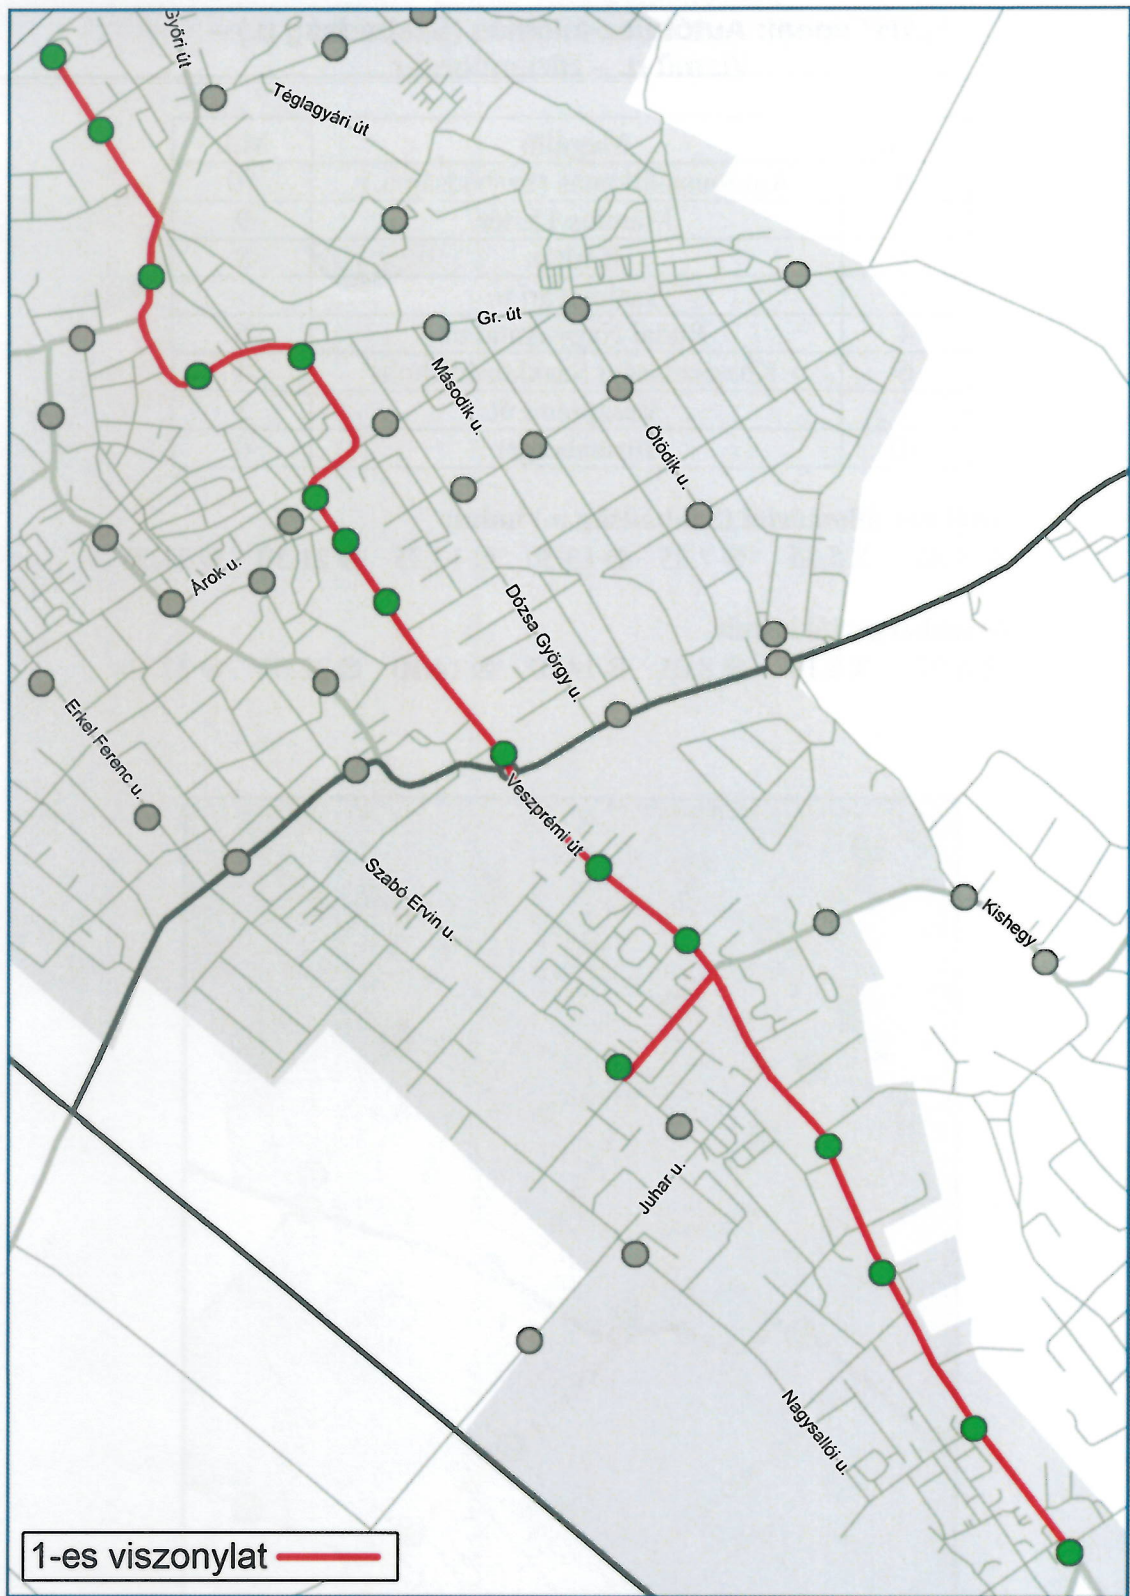 Győri út
Téglagyári út
Gr. út
Második u.
Ötödik u.
Árok u.
Dózsa György u.
Erkel Ferenc u.
Veszprémi út
Szabó Ervin u.
Kishegy
Juhar u.
Nagysallói u.
1-es viszonylat